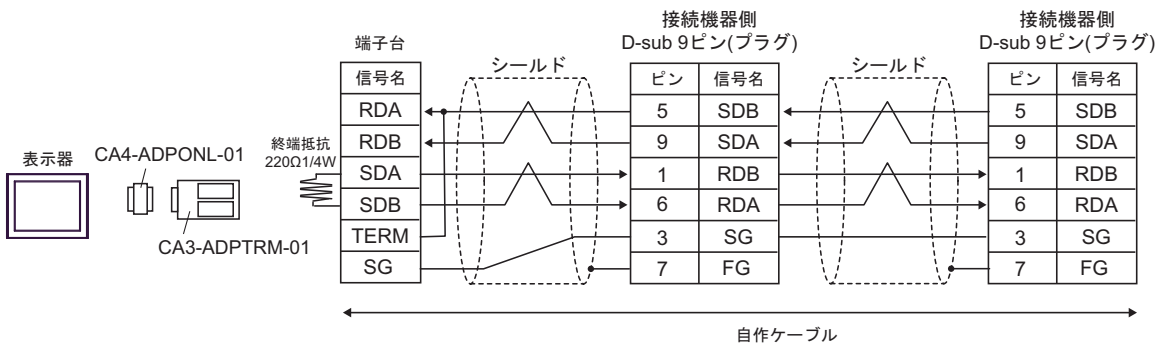 接続機器側
D-sub 9ピン(プラグ)
接続機器側
D-sub 9ピン(プラグ)
端子台
シールド
シールド
信号名
ピン 信号名
ピン 信号名
RDA
5 SDB
5 SDB
RDB
9 SDA
9 SDA
SDA
1 RDB
1 RDB
SDB
6 RDA
6 RDA
TERM
3 SG
3 SG
SG
7 FG
7 FG
終端抵抗
220Ω1/4W
表示器
CA4-ADPONL-01
CA3-ADPTRM-01
自作ケーブル